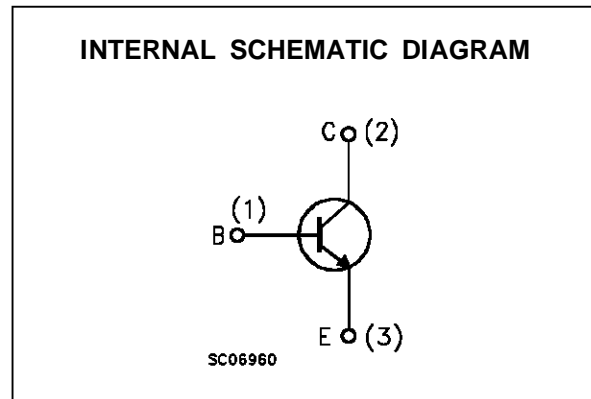 INTERNAL SCHEMATIC DIAGRAM
C (2)
(1)
B
E (3)
SC06960